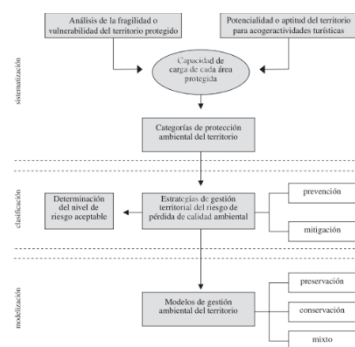 Análisis de la fragilidad o
vulnerabilidad del territorio protegido
Potencialidad o aptitud del territorio
para acogeractividades turísticas
sistematización
Capacidad de
carga de cada área
protegida
Categorías de protección
ambiental del territorio
clasificación
Determinación
del nivel de
riesgo aceptable
Estrategias de gestión
territorial del riesgo de
pérdida de calidad ambiental
prevención
mitigación
modelización
Modelos de gestión
ambiental del territorio
preservación
conservación
mixto